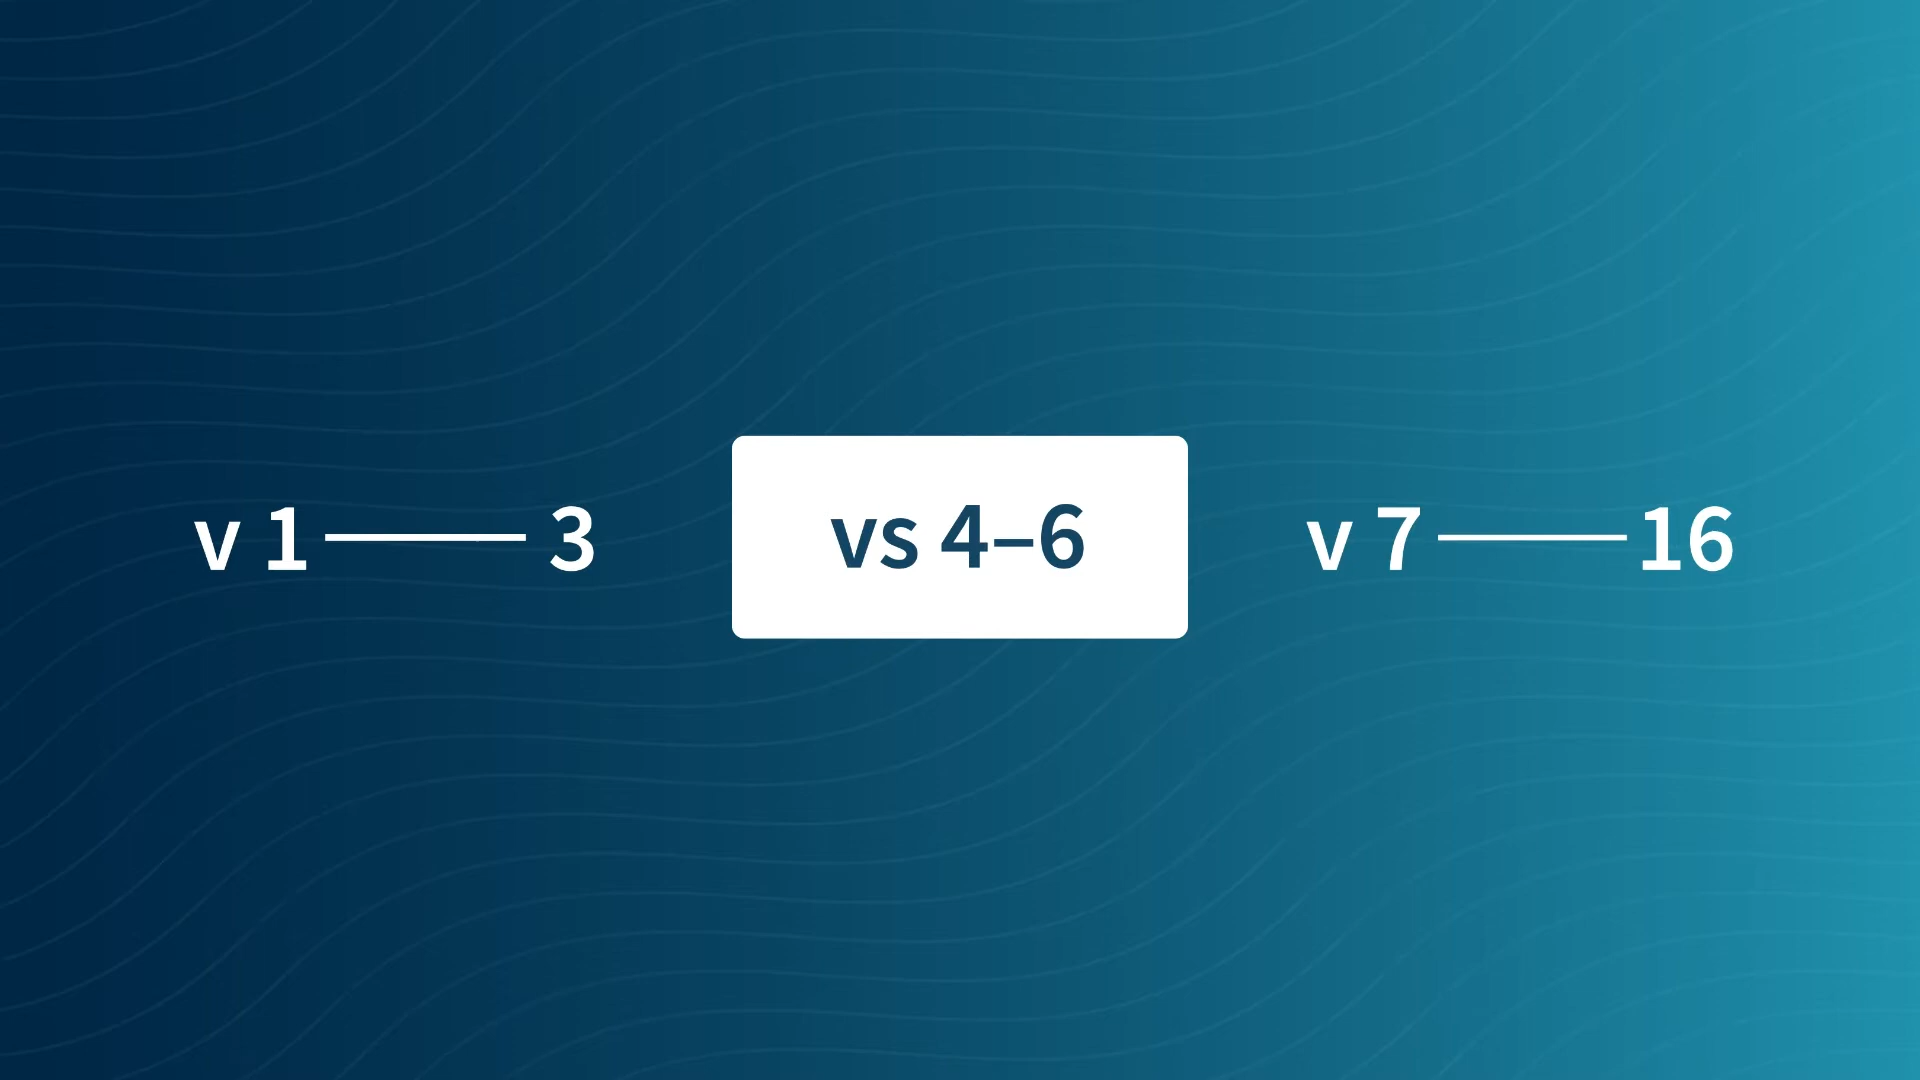 v 1 — 3 vs 4–6 v 7 — 16